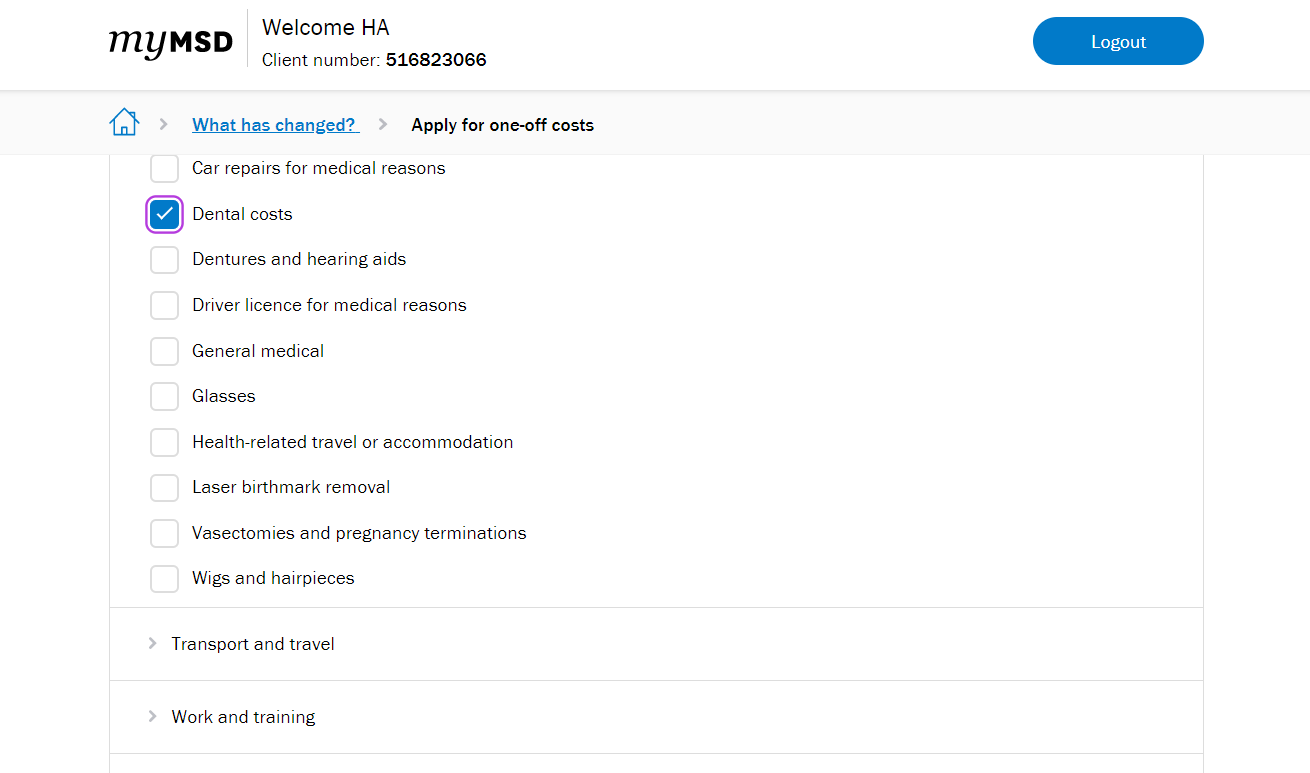 myMSD
Welcome HA
Client number: 516823066
Logout
What has changed?
Apply for one-off costs
Car repairs for medical reasons
Dental costs
Dentures and hearing aids
Driver licence for medical reasons
General medical
Glasses
Health-related travel or accommodation
Laser birthmark removal
Vasectomies and pregnancy terminations
Wigs and hairpieces
Transport and travel
Work and training